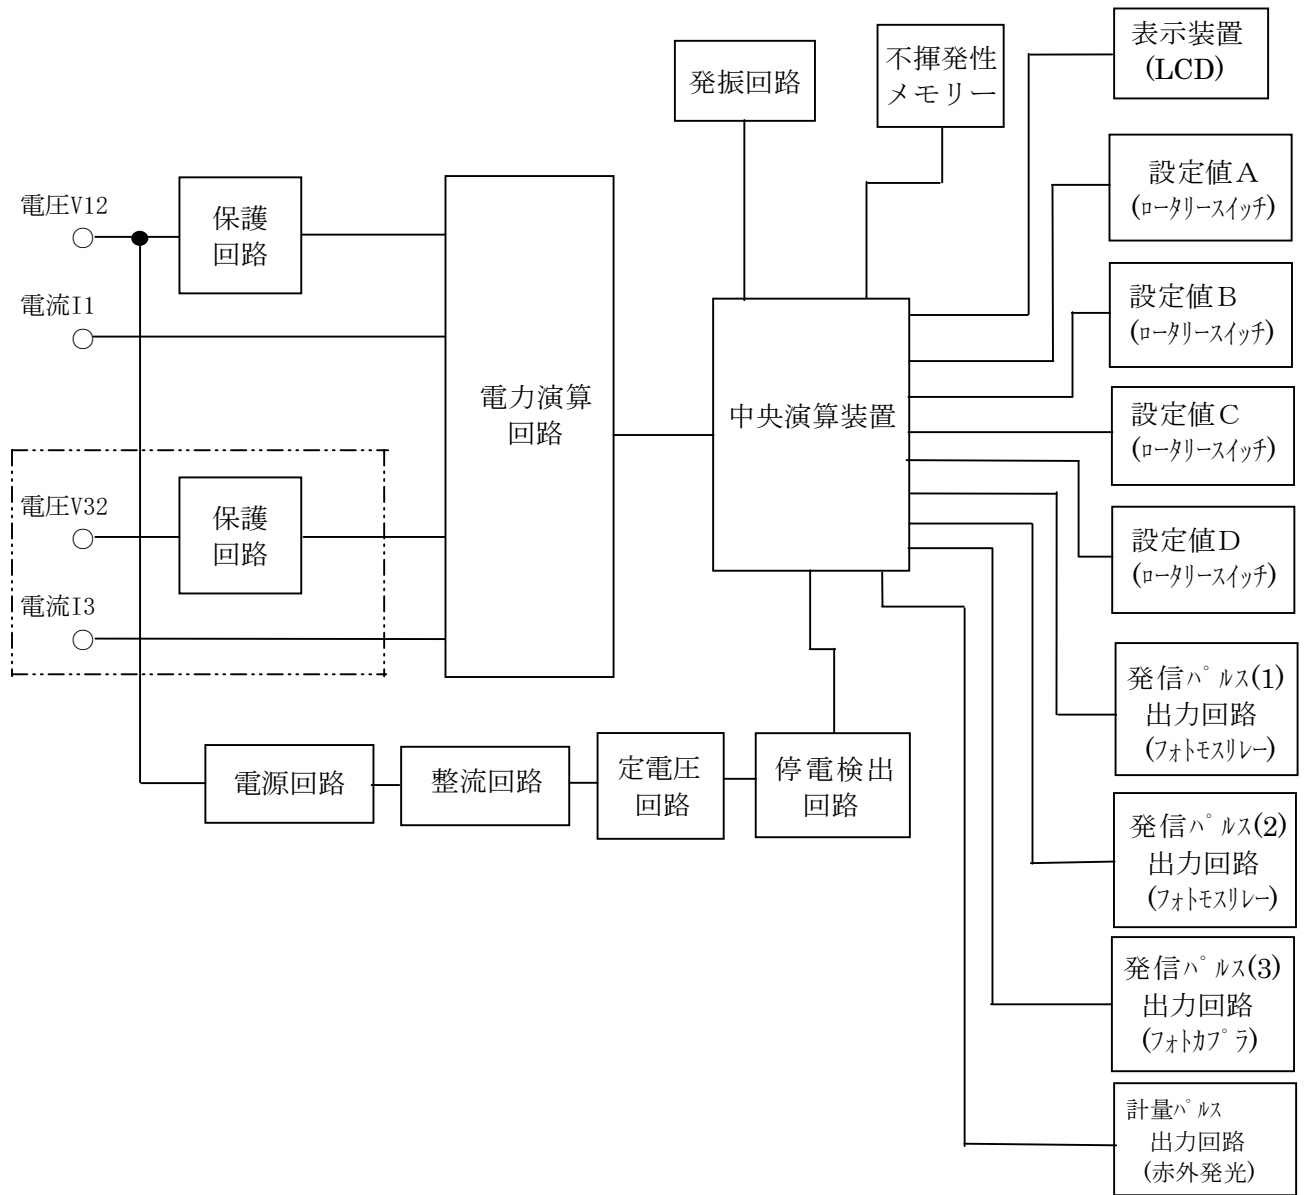 発振回路
不揮発性
メモリー
表示装置
(LCD)
設定値A
(ﾛｰﾀﾘｰｽｲｯﾁ)
設定値B
(ﾛｰﾀﾘｰｽｲｯﾁ)
設定値C
(ﾛｰﾀﾘｰｽｲｯﾁ)
設定値D
(ﾛｰﾀﾘｰｽｲｯﾁ)
電圧V12
保護
回路
電流I1
電力演算
回路
中央演算装置
電圧V32
保護
回路
電流I3
電源回路
整流回路
定電圧
回路
停電検出
回路
発信ﾊﾟﾙｽ(1)
出力回路
(ﾌｫﾄﾓｽﾘﾚｰ)
発信ﾊﾟﾙｽ(2)
出力回路
(ﾌｫﾄﾓｽﾘﾚｰ)
発信ﾊﾟﾙｽ(3)
出力回路
(ﾌｫﾄｶﾌﾟﾗ)
計量ﾊﾟﾙｽ
出力回路
(赤外発光)